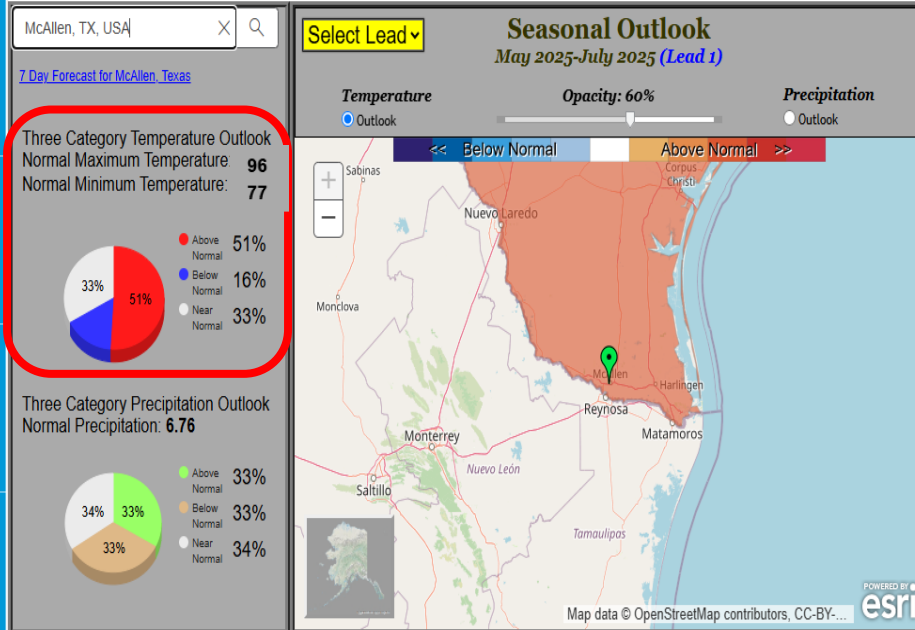 McAllen, TX, USA
7 Day Forecast for McAllen, Texas
Three Category Temperature Outlook
Normal Maximum Temperature: 96
Normal Minimum Temperature: 77
33%
51%
Above Normal 51%
Below Normal 16%
Near Normal 33%
Three Category Precipitation Outlook
Normal Precipitation: 6.76
34%
33%
33%
Above Normal 33%
Below Normal 33%
Near Normal 34%
Select Lead
Seasonal Outlook
May 2025-July 2025 (Lead 1)
Temperature
Outlook
Opacity: 60%
Precipitation
Outlook
<< Below Normal
Above Normal >>
+
−
Sabinas
Corpus
Christi
Nuevo Laredo
Monclova
McAllen
Harlingen
Reynosa
Matamoros
Monterrey
Nuevo León
Saltillo
Tamaulipas
Map data © OpenStreetMap contributors, CC-BY-...
POWERED BY
esri